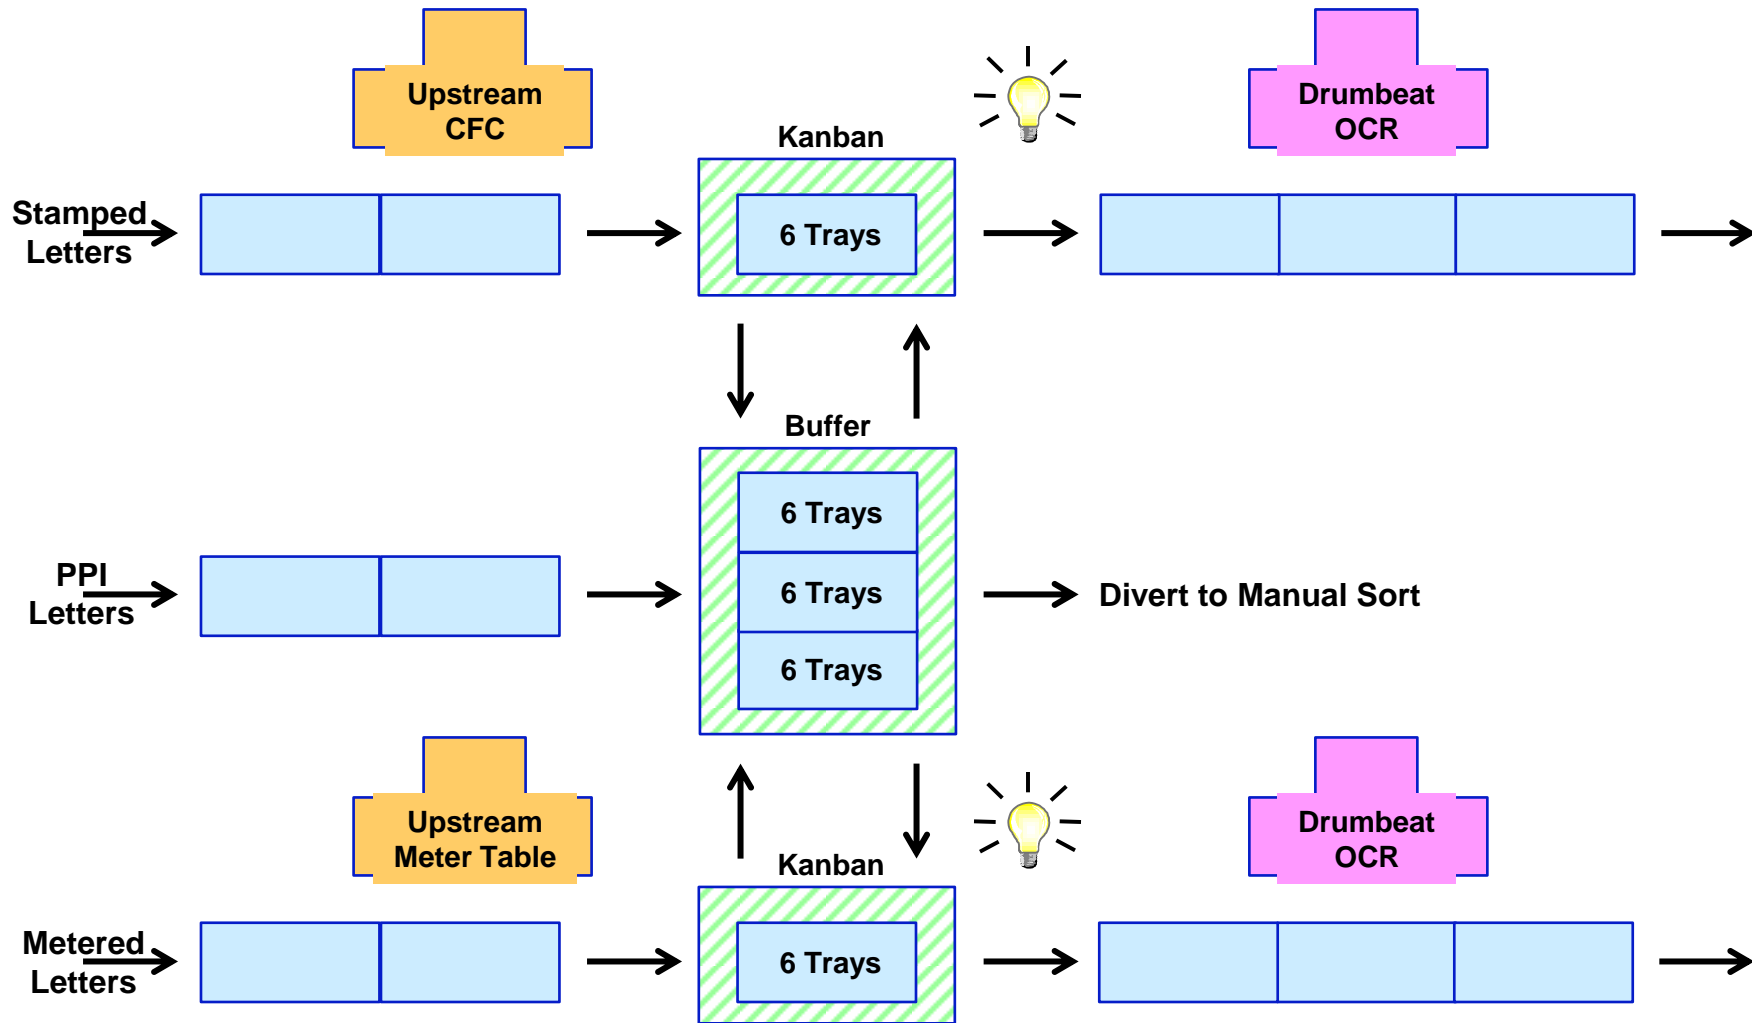 Upstream
CFC
Drumbeat
OCR
Kanban
Stamped
Letters
6 Trays
Buffer
6 Trays
PPI
Letters
6 Trays
Divert to Manual Sort
6 Trays
Upstream
Meter Table
Drumbeat
OCR
Kanban
Metered
Letters
6 Trays